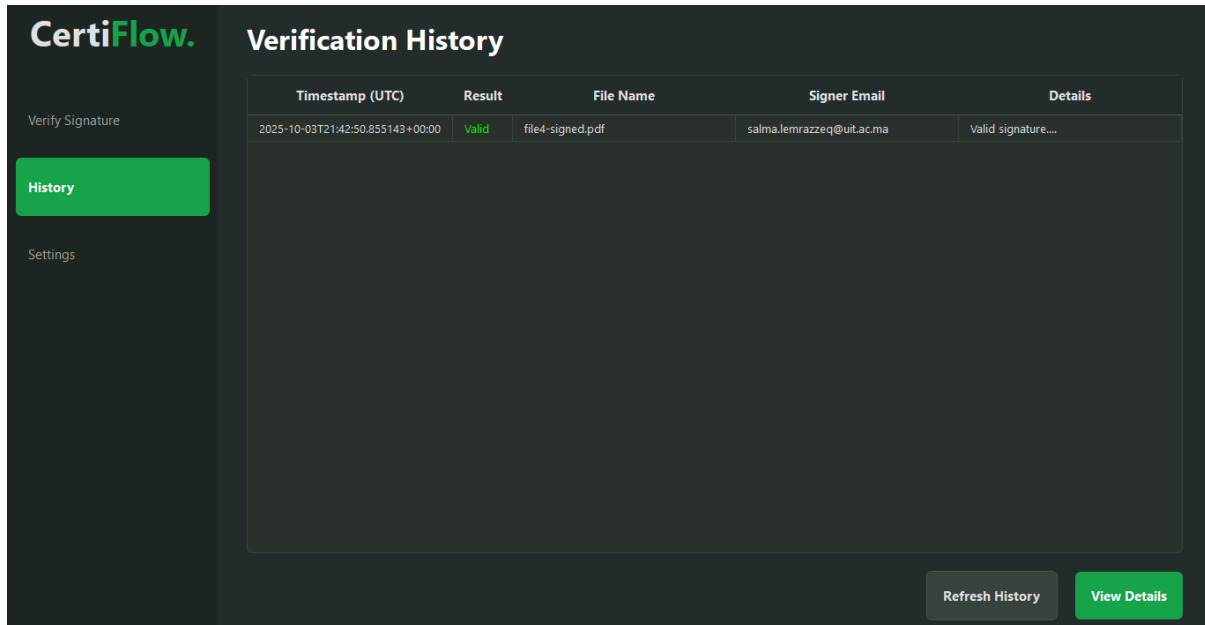 CertiFlow.
Verify Signature
History
Settings
Verification History
Timestamp (UTC) Result File Name Signer Email Details
2025-10-03T21:42:50.855143+00:00 Valid file4-signed.pdf salma.lemrazzeq@uit.ac.ma Valid signature....
Refresh History View Details